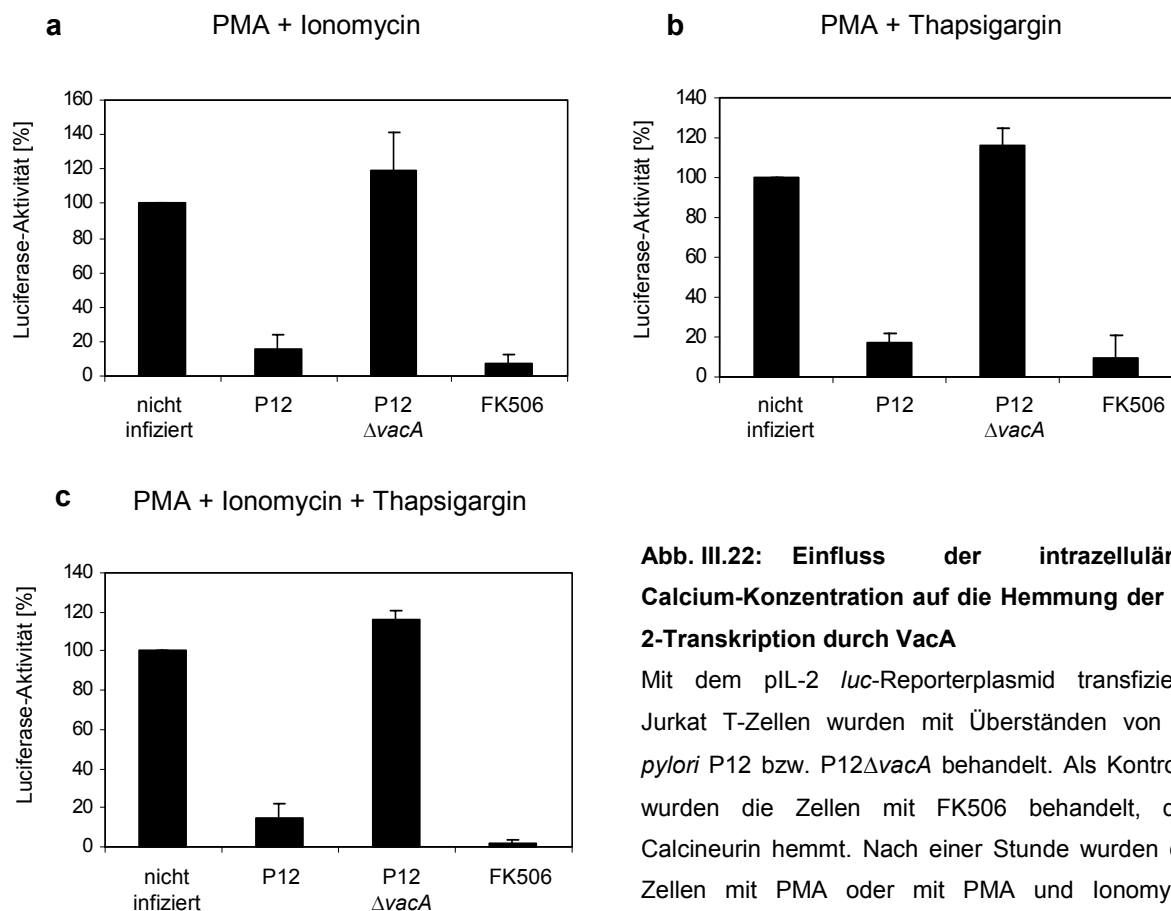 a PMA + Ionomycin
Luciferase-Aktivität [%]
160
140
120
100
80
60
40
20
0
nicht infiziert P12 P12 FK506
ΔvacA
b PMA + Thapsigargin
Luciferase-Aktivität [%]
140
120
100
80
60
40
20
0
nicht infiziert P12 P12 FK506
ΔvacA
c PMA + Ionomycin + Thapsigargin
Luciferase-Aktivität [%]
140
120
100
80
60
40
20
0
nicht infiziert P12 P12 FK506
ΔvacA
Abb. III.22: Einfluss der intrazellulär
Calcium-Konzentration auf die Hemmung der
2-Transkription durch VacA
Mit dem pIL-2 luc-Reporterplasmid transfizie
Jurkat T-Zellen wurden mit Überständen von
pylori P12 bzw. P12ΔvacA behandelt. Als Kontro
wurden die Zellen mit FK506 behandelt,
Calcineurin hemmt. Nach einer Stunde wurden
Zellen mit PMA oder mit PMA und Ionomy